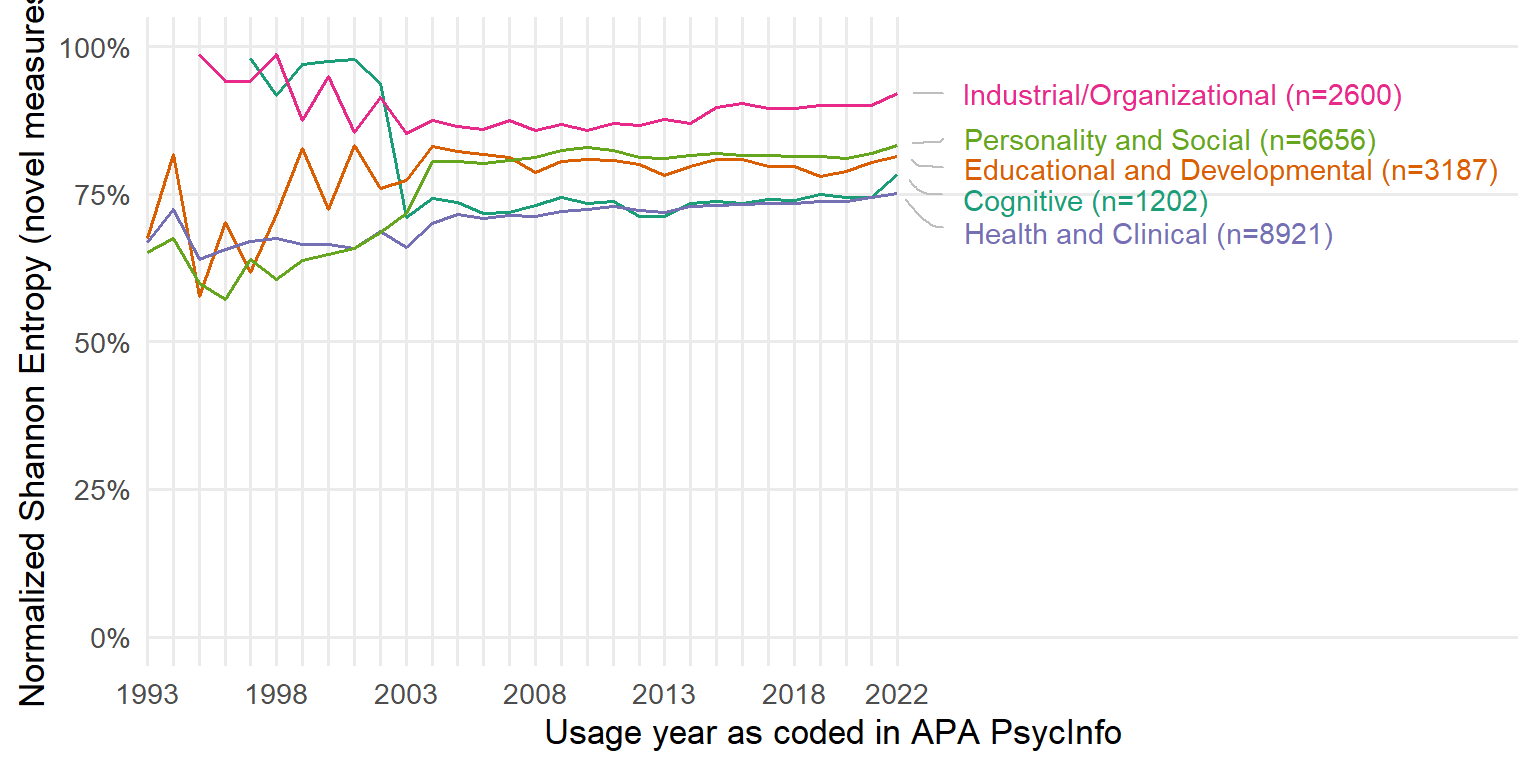 Normalized Shannon Entropy (novel measures
100%
75%
50%
25%
0%
Industrial/Organizational (n=2600)
Personality and Social (n=6656)
Educational and Developmental (n=3187)
Cognitive (n=1202)
Health and Clinical (n=8921)
1993 1998 2003 2008 2013 2018 2022
Usage year as coded in APA PsycInfo